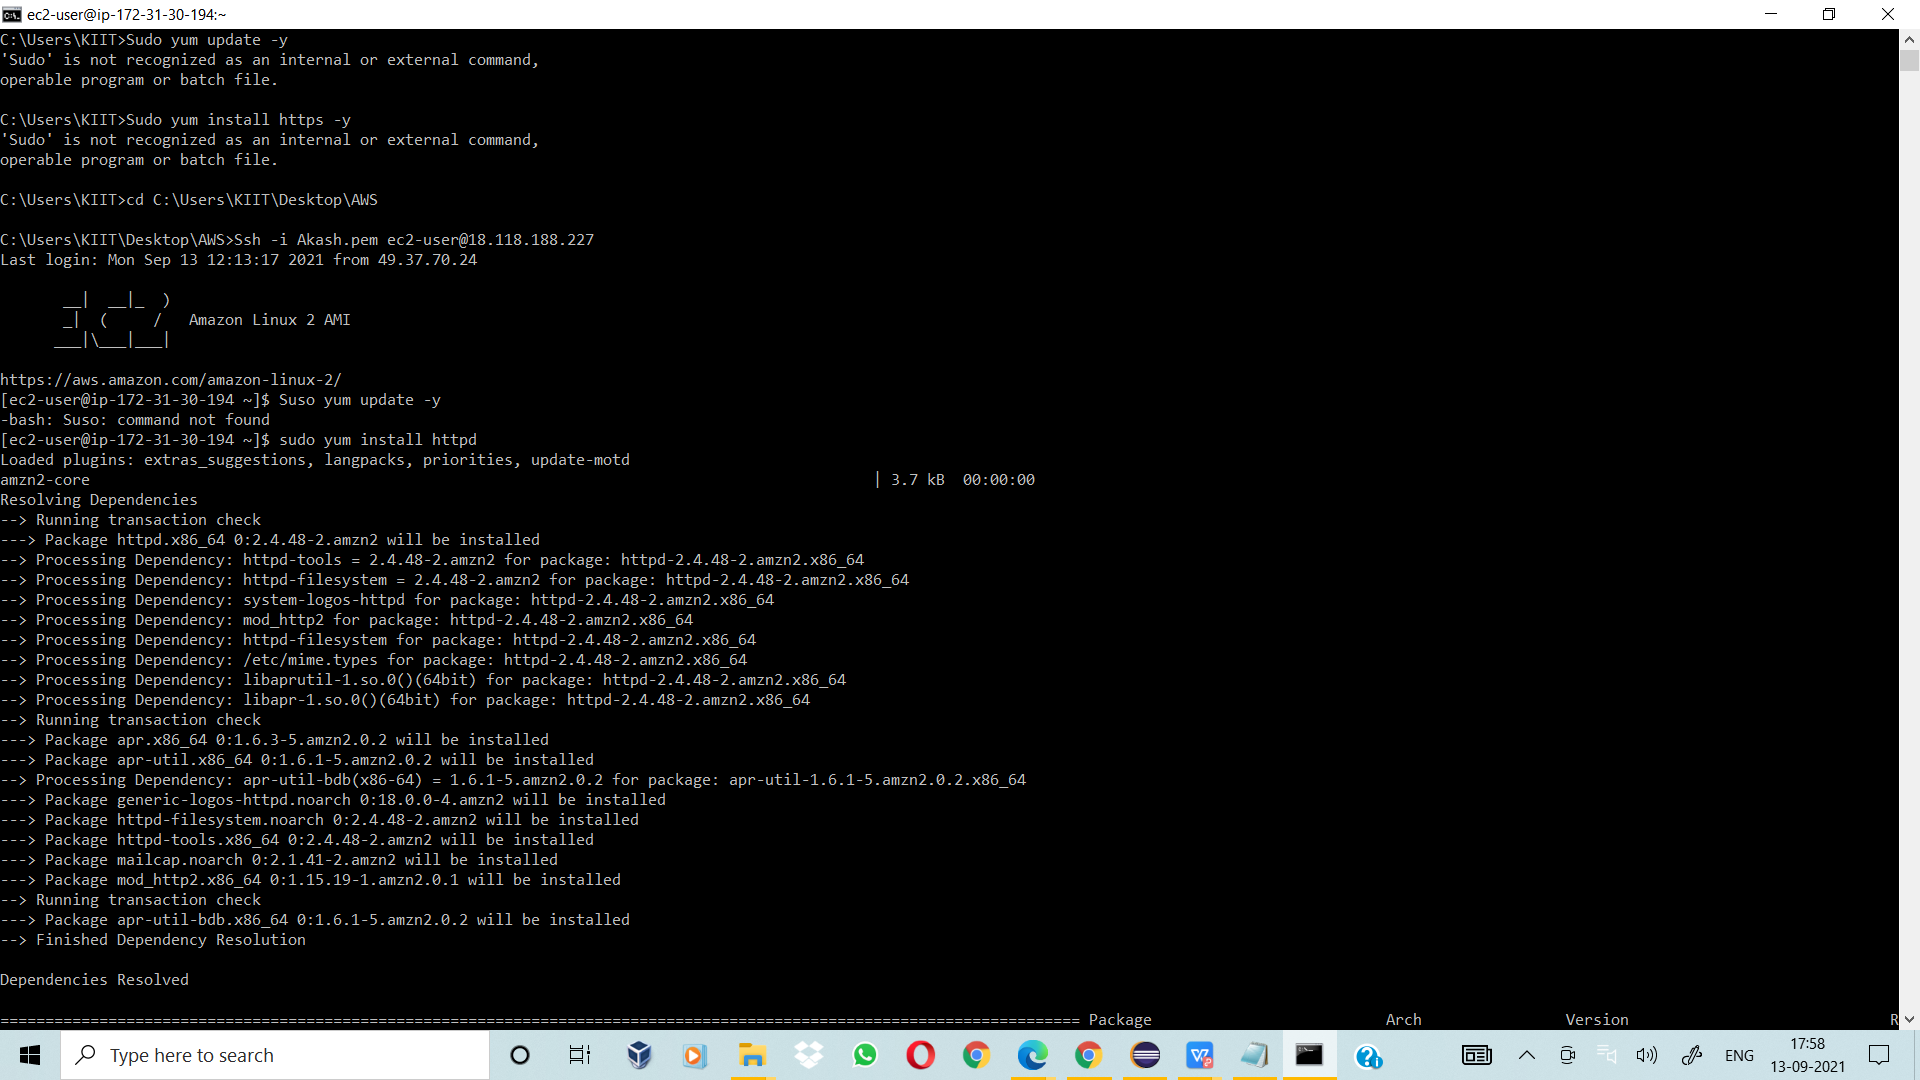 ec2-user@ip-172-31-30-194:~
C:\Users\KIIT>Sudo yum update -y
'Sudo' is not recognized as an internal or external command,
operable program or batch file.
C:\Users\KIIT>Sudo yum install https -y
'Sudo' is not recognized as an internal or external command,
operable program or batch file.
C:\Users\KIIT>cd C:\Users\KIIT\Desktop\AWS
C:\Users\KIIT\Desktop\AWS>Ssh -i Akash.pem ec2-user@18.118.188.227
Last login: Mon Sep 13 12:13:17 2021 from 49.37.70.24
       __|  __|_  )
       _|  (     /   Amazon Linux 2 AMI
      ___|\___|___|
https://aws.amazon.com/amazon-linux-2/
[ec2-user@ip-172-31-30-194 ~]$ Suso yum update -y
-bash: Suso: command not found
[ec2-user@ip-172-31-30-194 ~]$ sudo yum install httpd
Loaded plugins: extras_suggestions, langpacks, priorities, update-motd
amzn2-core | 3.7 kB  00:00:00
Resolving Dependencies
--> Running transaction check
---> Package httpd.x86_64 0:2.4.48-2.amzn2 will be installed
--> Processing Dependency: httpd-tools = 2.4.48-2.amzn2 for package: httpd-2.4.48-2.amzn2.x86_64
--> Processing Dependency: httpd-filesystem = 2.4.48-2.amzn2 for package: httpd-2.4.48-2.amzn2.x86_64
--> Processing Dependency: system-logos-httpd for package: httpd-2.4.48-2.amzn2.x86_64
--> Processing Dependency: mod_http2 for package: httpd-2.4.48-2.amzn2.x86_64
--> Processing Dependency: httpd-filesystem for package: httpd-2.4.48-2.amzn2.x86_64
--> Processing Dependency: /etc/mime.types for package: httpd-2.4.48-2.amzn2.x86_64
--> Processing Dependency: libaprutil-1.so.0()(64bit) for package: httpd-2.4.48-2.amzn2.x86_64
--> Processing Dependency: libapr-1.so.0()(64bit) for package: httpd-2.4.48-2.amzn2.x86_64
--> Running transaction check
---> Package apr.x86_64 0:1.6.3-5.amzn2.0.2 will be installed
---> Package apr-util.x86_64 0:1.6.1-5.amzn2.0.2 will be installed
--> Processing Dependency: apr-util-bdb(x86-64) = 1.6.1-5.amzn2.0.2 for package: apr-util-1.6.1-5.amzn2.0.2.x86_64
---> Package generic-logos-httpd.noarch 0:18.0.0-4.amzn2 will be installed
---> Package httpd-filesystem.noarch 0:2.4.48-2.amzn2 will be installed
---> Package httpd-tools.x86_64 0:2.4.48-2.amzn2 will be installed
---> Package mailcap.noarch 0:2.1.41-2.amzn2 will be installed
---> Package mod_http2.x86_64 0:1.15.19-1.amzn2.0.1 will be installed
--> Running transaction check
---> Package apr-util-bdb.x86_64 0:1.6.1-5.amzn2.0.2 will be installed
--> Finished Dependency Resolution
Dependencies Resolved
======================================================================================================================== Package Arch Version R
Type here to search
ENG
17:58
13-09-2021